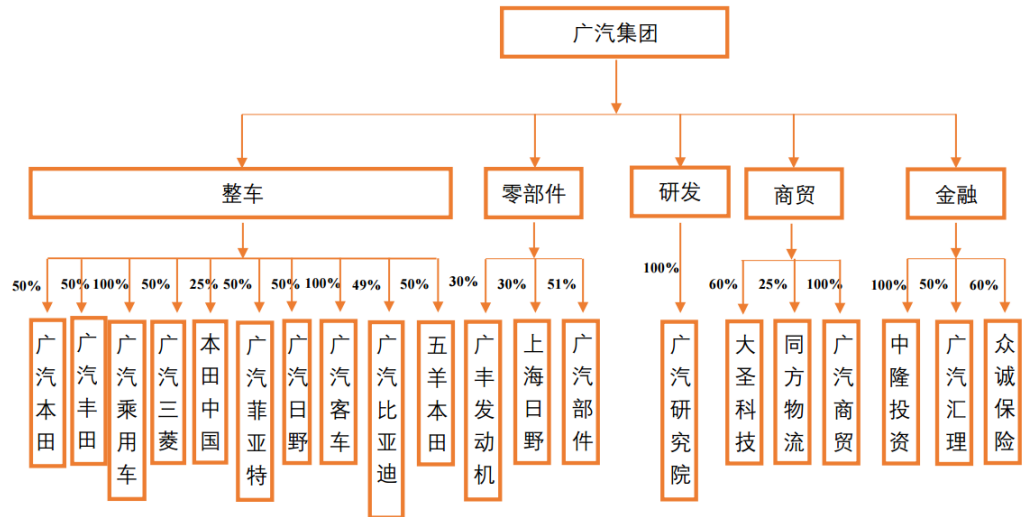 广汽集团
整车
零部件
研发
商贸
金融
50%
50%
100%
50%
25%
50%
50%
100%
49%
50%
30%
30%
51%
100%
60%
25%
100%
100%
50%
60%
广汽本田
广汽丰田
广汽乘用车
广汽三菱
本田中国
广汽菲亚特
广汽日野
广汽客车
广汽比亚迪
五羊本田
广丰发动机
上海日野
广汽部件
广汽研究院
大圣科技
同方物流
广汽商贸
中隆投资
广汽汇理
众诚保险